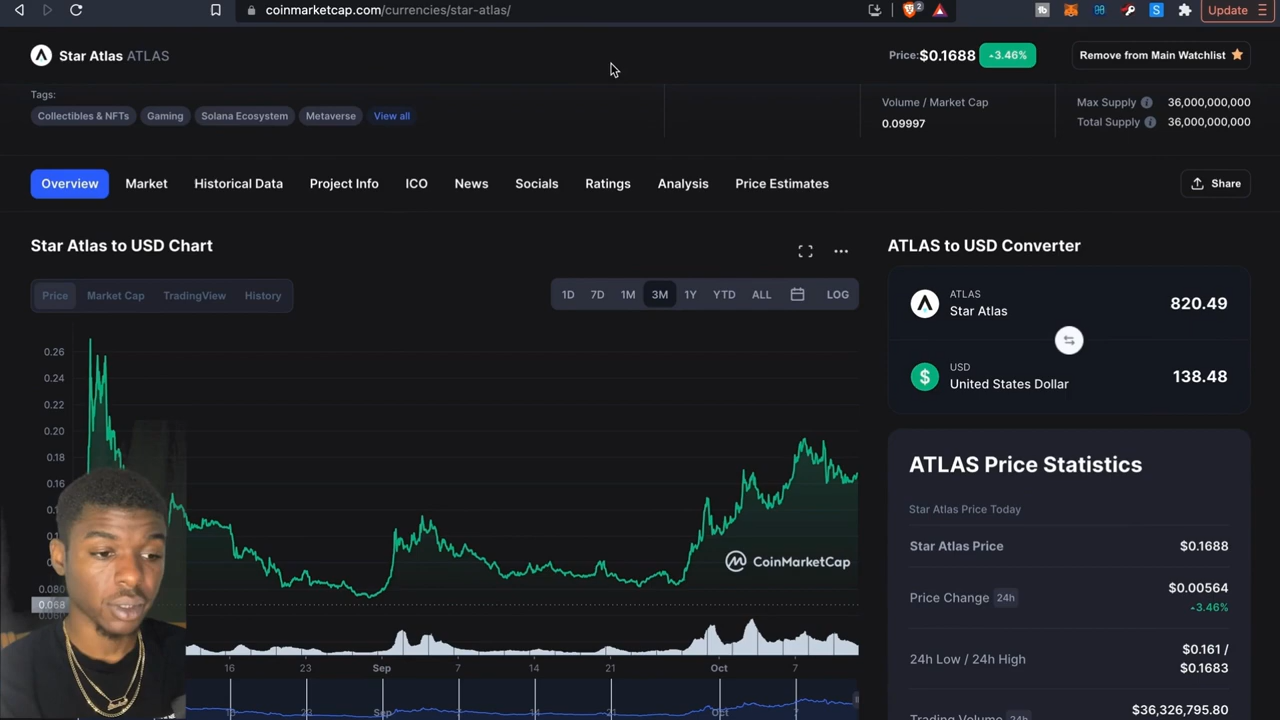 coinmarketcap.com/currencies/star-atlas/
2
Update
Star Atlas ATLAS
Price: $0.1688 3.46%
Remove from Main Watchlist
Tags:
Collectibles & NFTs Gaming Solana Ecosystem Metaverse View all
Volume / Market Cap
0.09997
Max Supply 36,000,000,000
Total Supply 36,000,000,000
Overview Market Historical Data Project Info ICO News Socials Ratings Analysis Price Estimates
Share
Star Atlas to USD Chart
Price Market Cap TradingView History
1D 7D 1M 3M 1Y YTD ALL LOG
0.26
0.24
0.22
0.20
0.18
0.16
0.080
0.068
CoinMarketCap
16 23 Sep 7 14 21 Oct 7
ATLAS to USD Converter
ATLAS
Star Atlas
820.49
USD
United States Dollar
138.48
ATLAS Price Statistics
Star Atlas Price Today
Star Atlas Price
$0.1688
Price Change 24h
$0.00564
3.46%
24h Low / 24h High
$0.161 /
$0.1683
Trading Volume 24h
$36,326,795.80